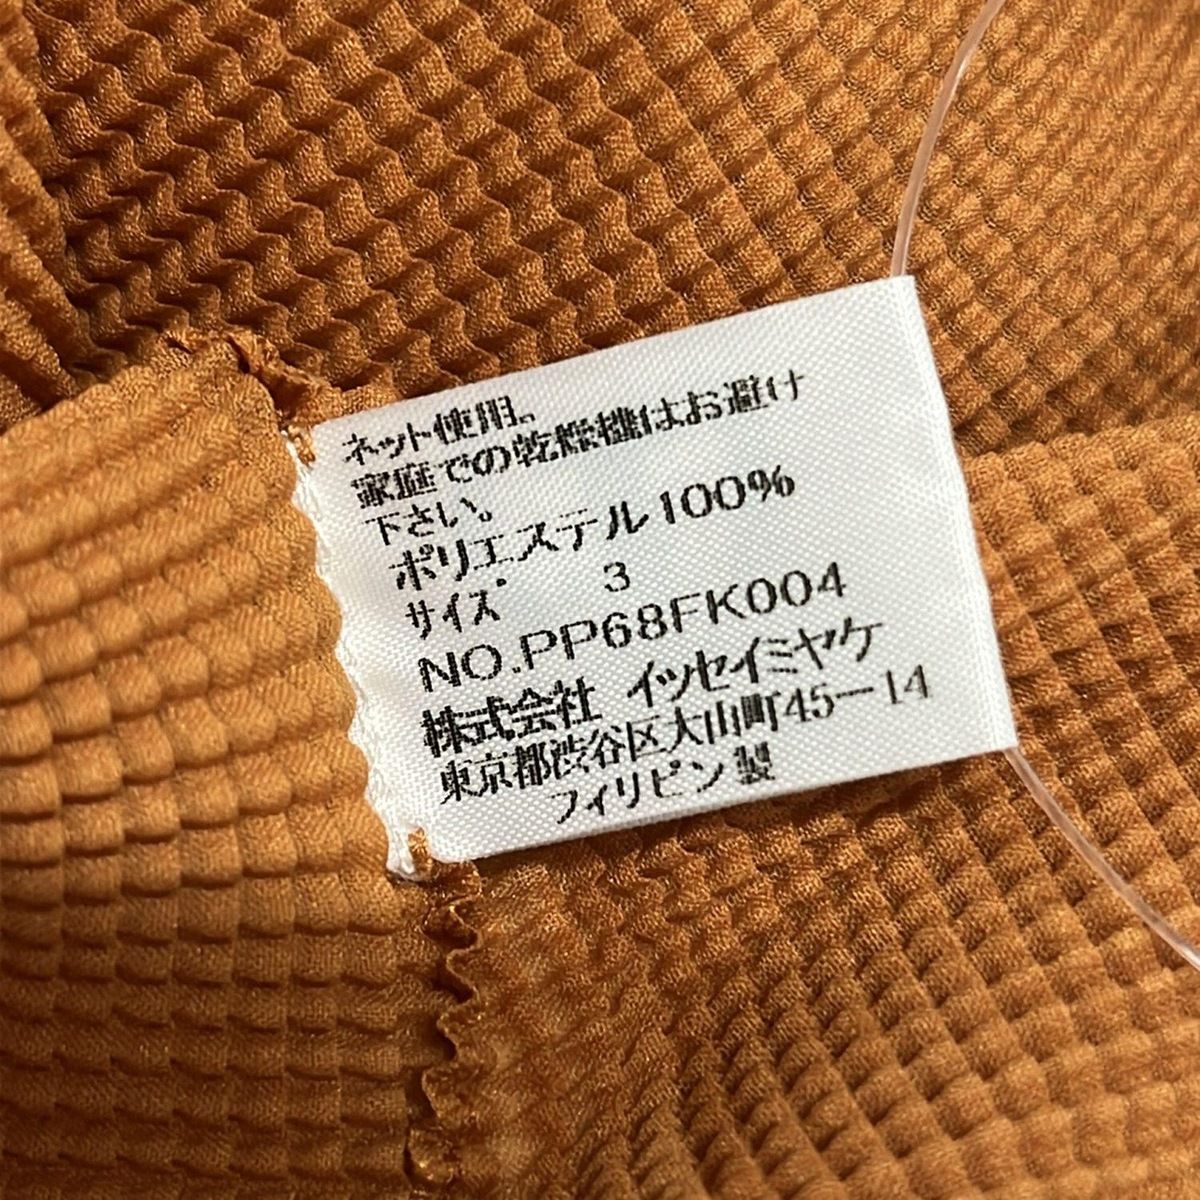 ネット使用。
家庭での乾燥機はお避け
下さい。
ポリエステル100%
サイズ 3
NO.PP68FK004
株式会社 イッセイミヤケ
東京都渋谷区大山町45ー14
フィリピン製